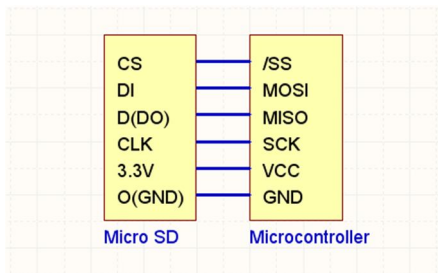 CS /SS
DI MOSI
D(DO) MISO
CLK SCK
3.3V VCC
O(GND) GND
Micro SD Microcontroller